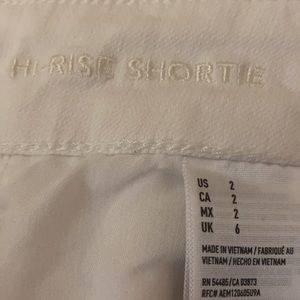 HI-RISE SHORTIE
US 2
CA 2
MX 2
UK 6
MADE IN VIETNAM / FABRIQUÉ AU
VIETNAM / HECHO EN VIETNAM
RN 54485/CA 03873
RFC# AEM120605U9A